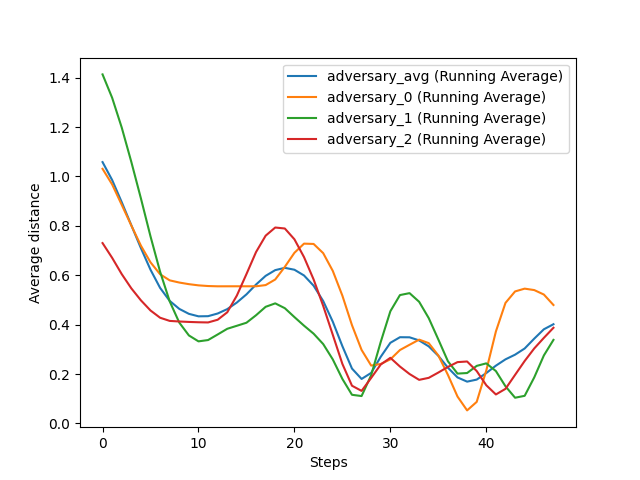 adversary_avg (Running Average)
adversary_0 (Running Average)
adversary_1 (Running Average)
adversary_2 (Running Average)
Average distance
1.4
1.2
1.0
0.8
0.6
0.4
0.2
0.0
0 10 20 30 40
Steps